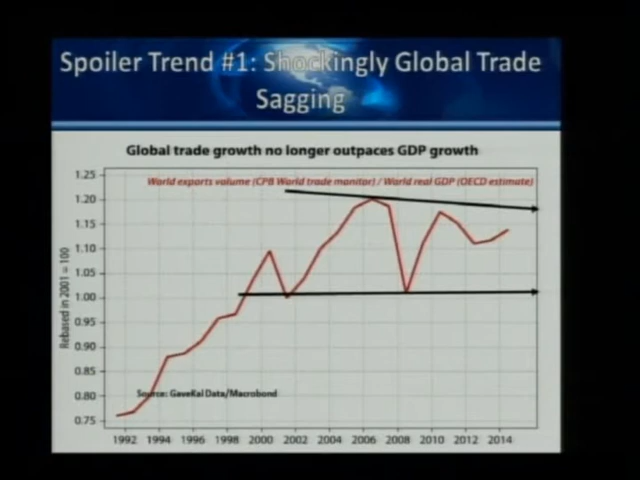 Spoiler Trend #1: Shockingly Global Trade
Sagging
Global trade growth no longer outpaces GDP growth
World exports volume (CPB World trade monitor) / World real GDP (OECD estimate)
Rebased in 2001 = 100
1.25
1.20
1.15
1.10
1.05
1.00
0.95
0.90
0.85
0.80
0.75
Source: GaveKal Data/Macrobond
1992 1994 1996 1998 2000 2002 2004 2006 2008 2010 2012 2014